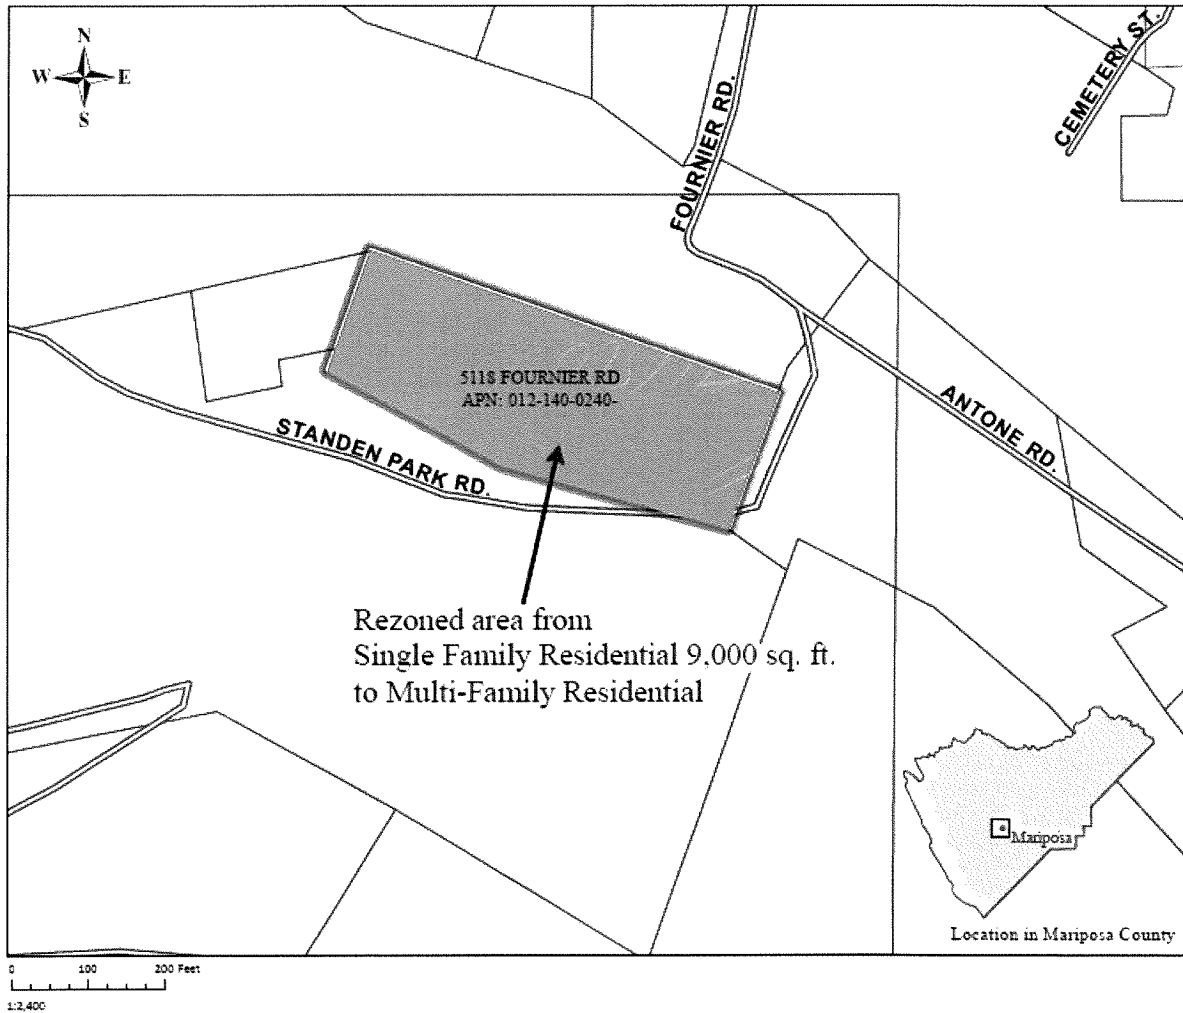 N
W E
S
FOURNIER RD.
CEMETERY ST.
5118 FOURNIER RD
APN: 012-140-0240-
ANTONE RD.
STANDEN PARK RD.
Rezoned area from
Single Family Residential 9,000 sq. ft.
to Multi-Family Residential
Mariposa
Location in Mariposa County
0 100 200 Feet
1:2,400